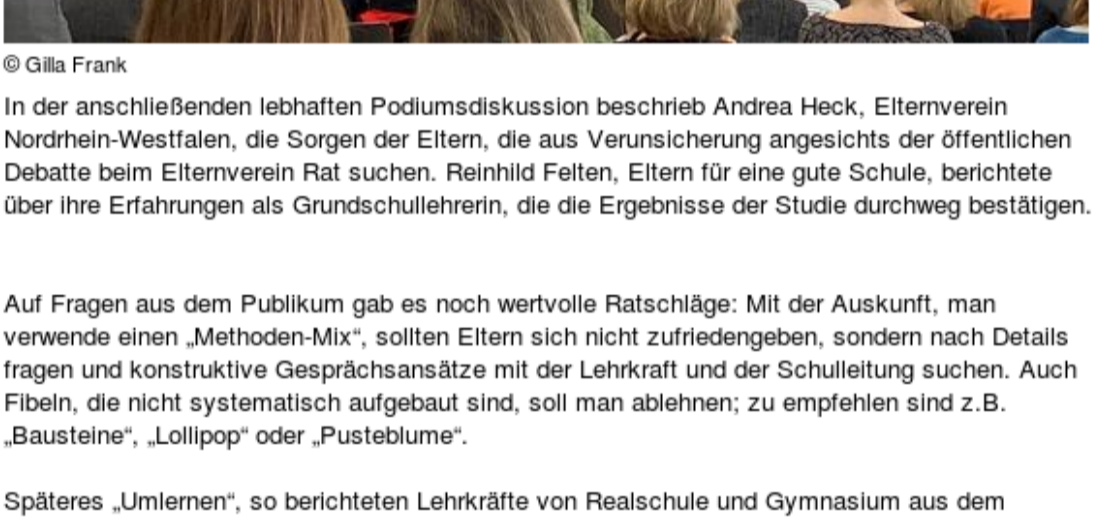 © Gilla Frank
In der anschließenden lebhaften Podiumsdiskussion beschrieb Andrea Heck, Elternverein
Nordrhein-Westfalen, die Sorgen der Eltern, die aus Verunsicherung angesichts der öffentlichen
Debatte beim Elternverein Rat suchen. Reinhild Felten, Eltern für eine gute Schule, berichtete
über ihre Erfahrungen als Grundschullehrerin, die die Ergebnisse der Studie durchweg bestätigen.
Auf Fragen aus dem Publikum gab es noch wertvolle Ratschläge: Mit der Auskunft, man
verwende einen „Methoden-Mix“, sollten Eltern sich nicht zufriedengeben, sondern nach Details
fragen und konstruktive Gesprächsansätze mit der Lehrkraft und der Schulleitung suchen. Auch
Fibeln, die nicht systematisch aufgebaut sind, soll man ablehnen; zu empfehlen sind z.B.
„Bausteine“, „Lollipop“ oder „Pusteblume“.
Späteres „Umlernen“, so berichteten Lehrkräfte von Realschule und Gymnasium aus dem